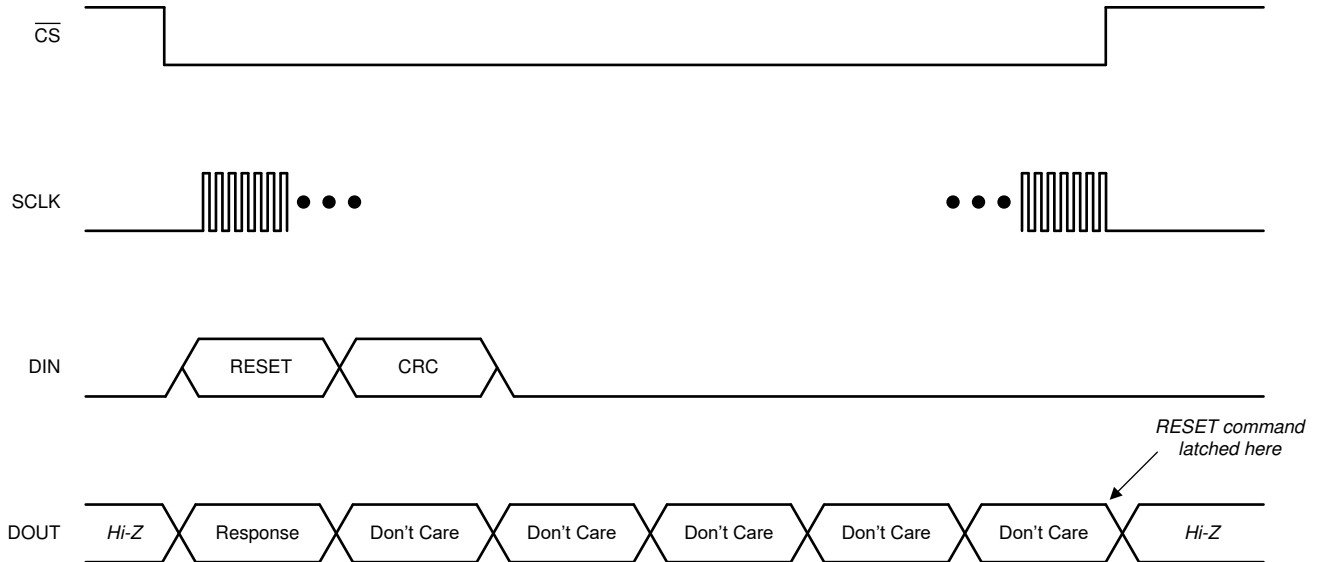 CS
SCLK
DIN
RESET
CRC
RESET command
latched here
DOUT
Hi-Z
Response
Don't Care
Don't Care
Don't Care
Don't Care
Don't Care
Hi-Z